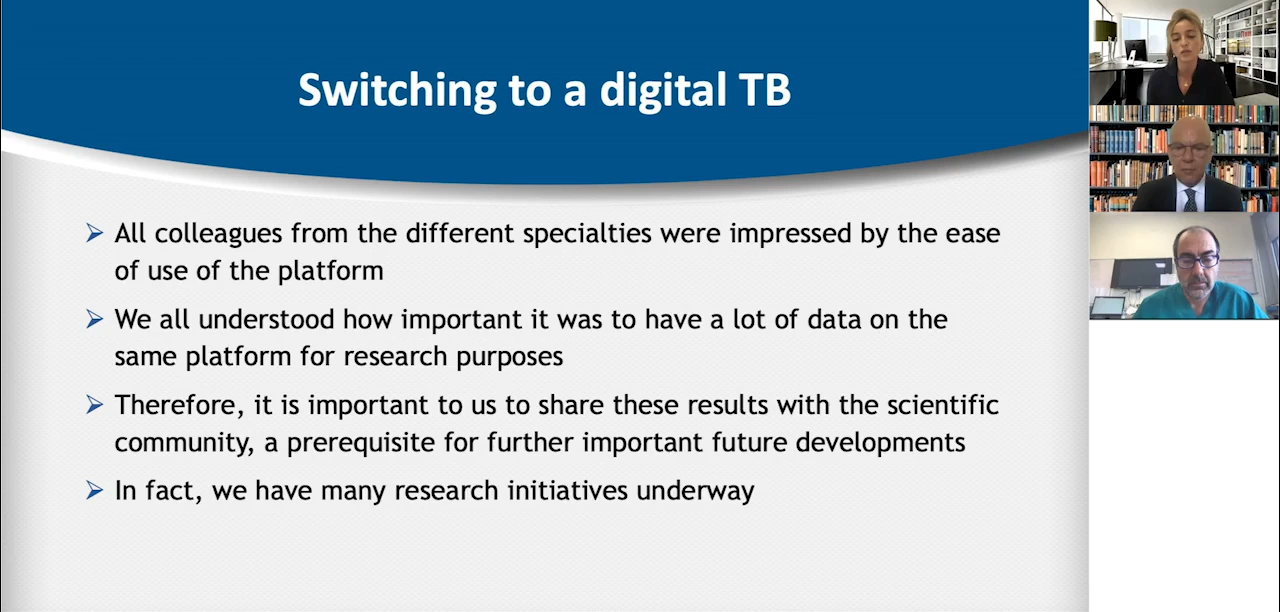 Switching to a digital TB
All colleagues from the different specialties were impressed by the ease
of use of the platform
We all understood how important it was to have a lot of data on the
same platform for research purposes
Therefore, it is important to us to share these results with the scientific
community, a prerequisite for further important future developments
In fact, we have many research initiatives underway